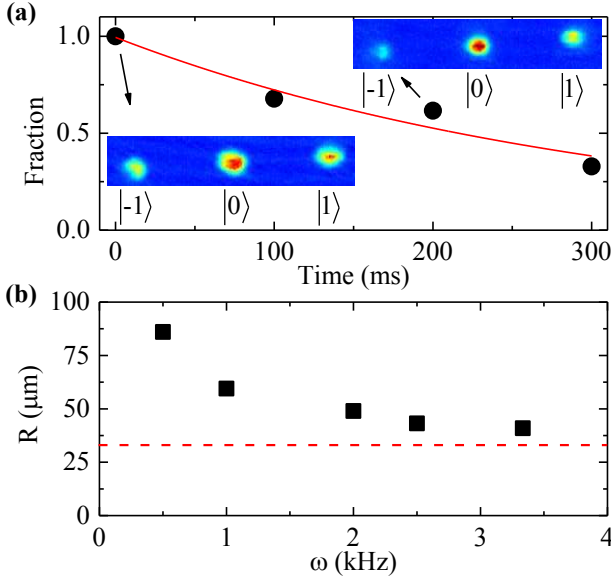 (a)
1.0
0.5
0.0
Fraction
|-1⟩ |0⟩ |1⟩
|-1⟩ |0⟩ |1⟩
0 100 200 300
Time (ms)
(b)
100
75
50
25
0
R (μm)
0 1 2 3 4
ω (kHz)